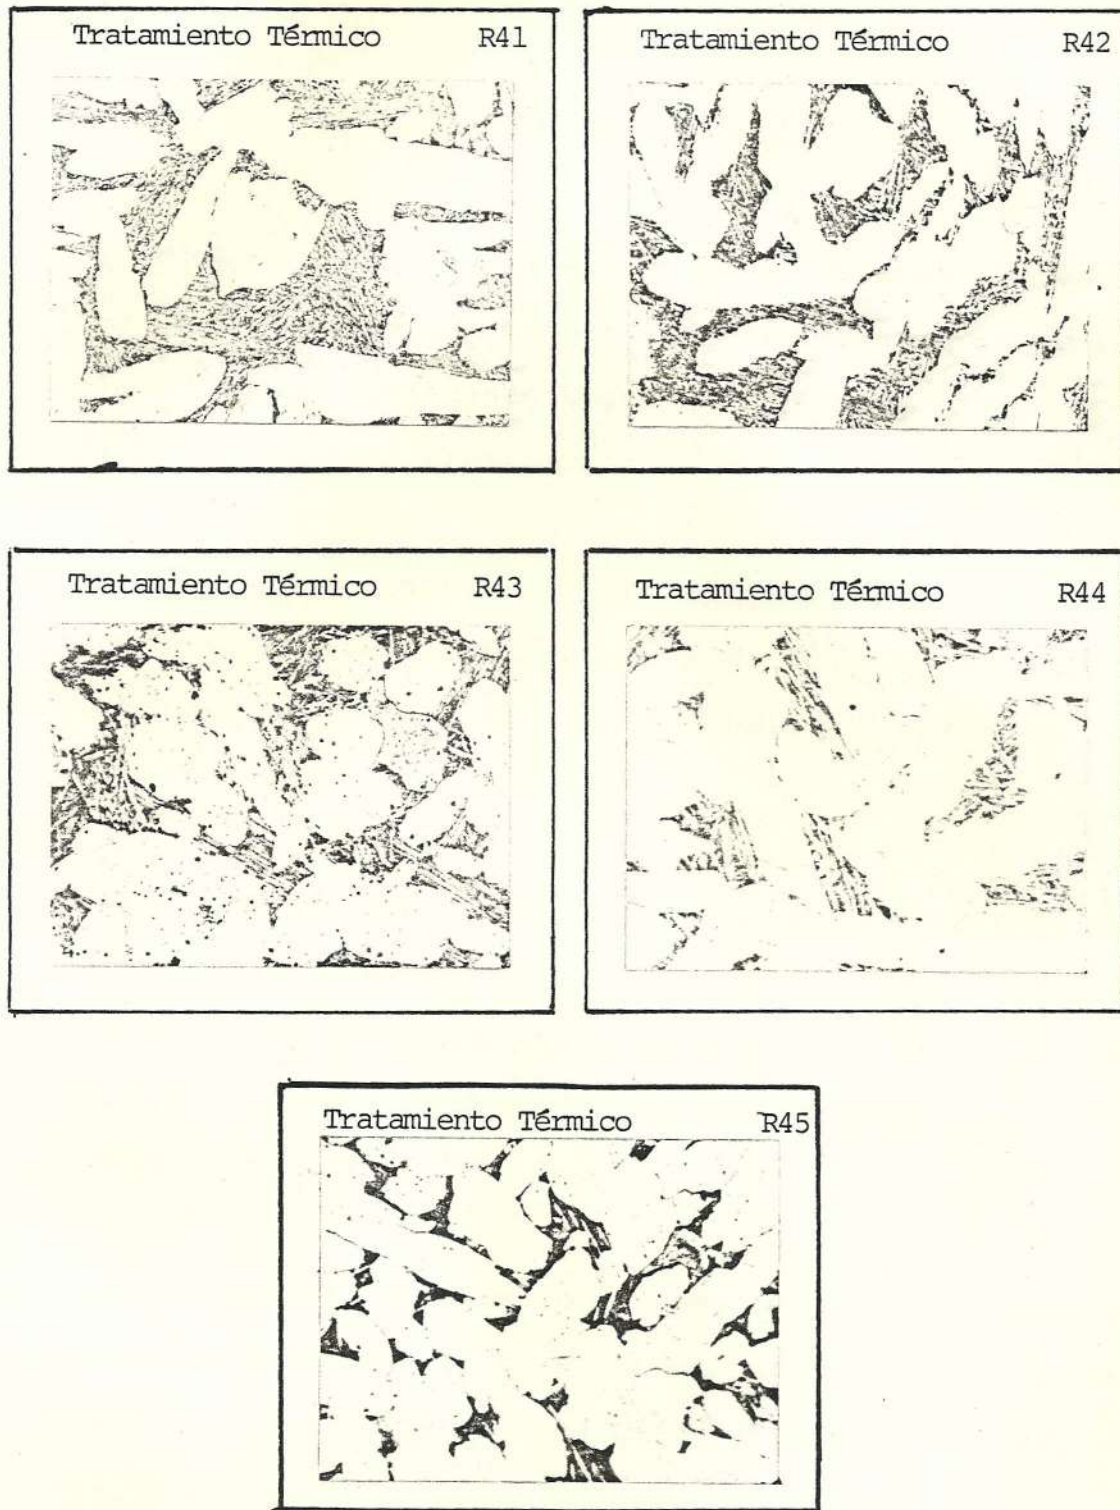 Tratamiento Térmico R41
Tratamiento Térmico R42
Tratamiento Térmico R43
Tratamiento Térmico R44
Tratamiento Térmico R45